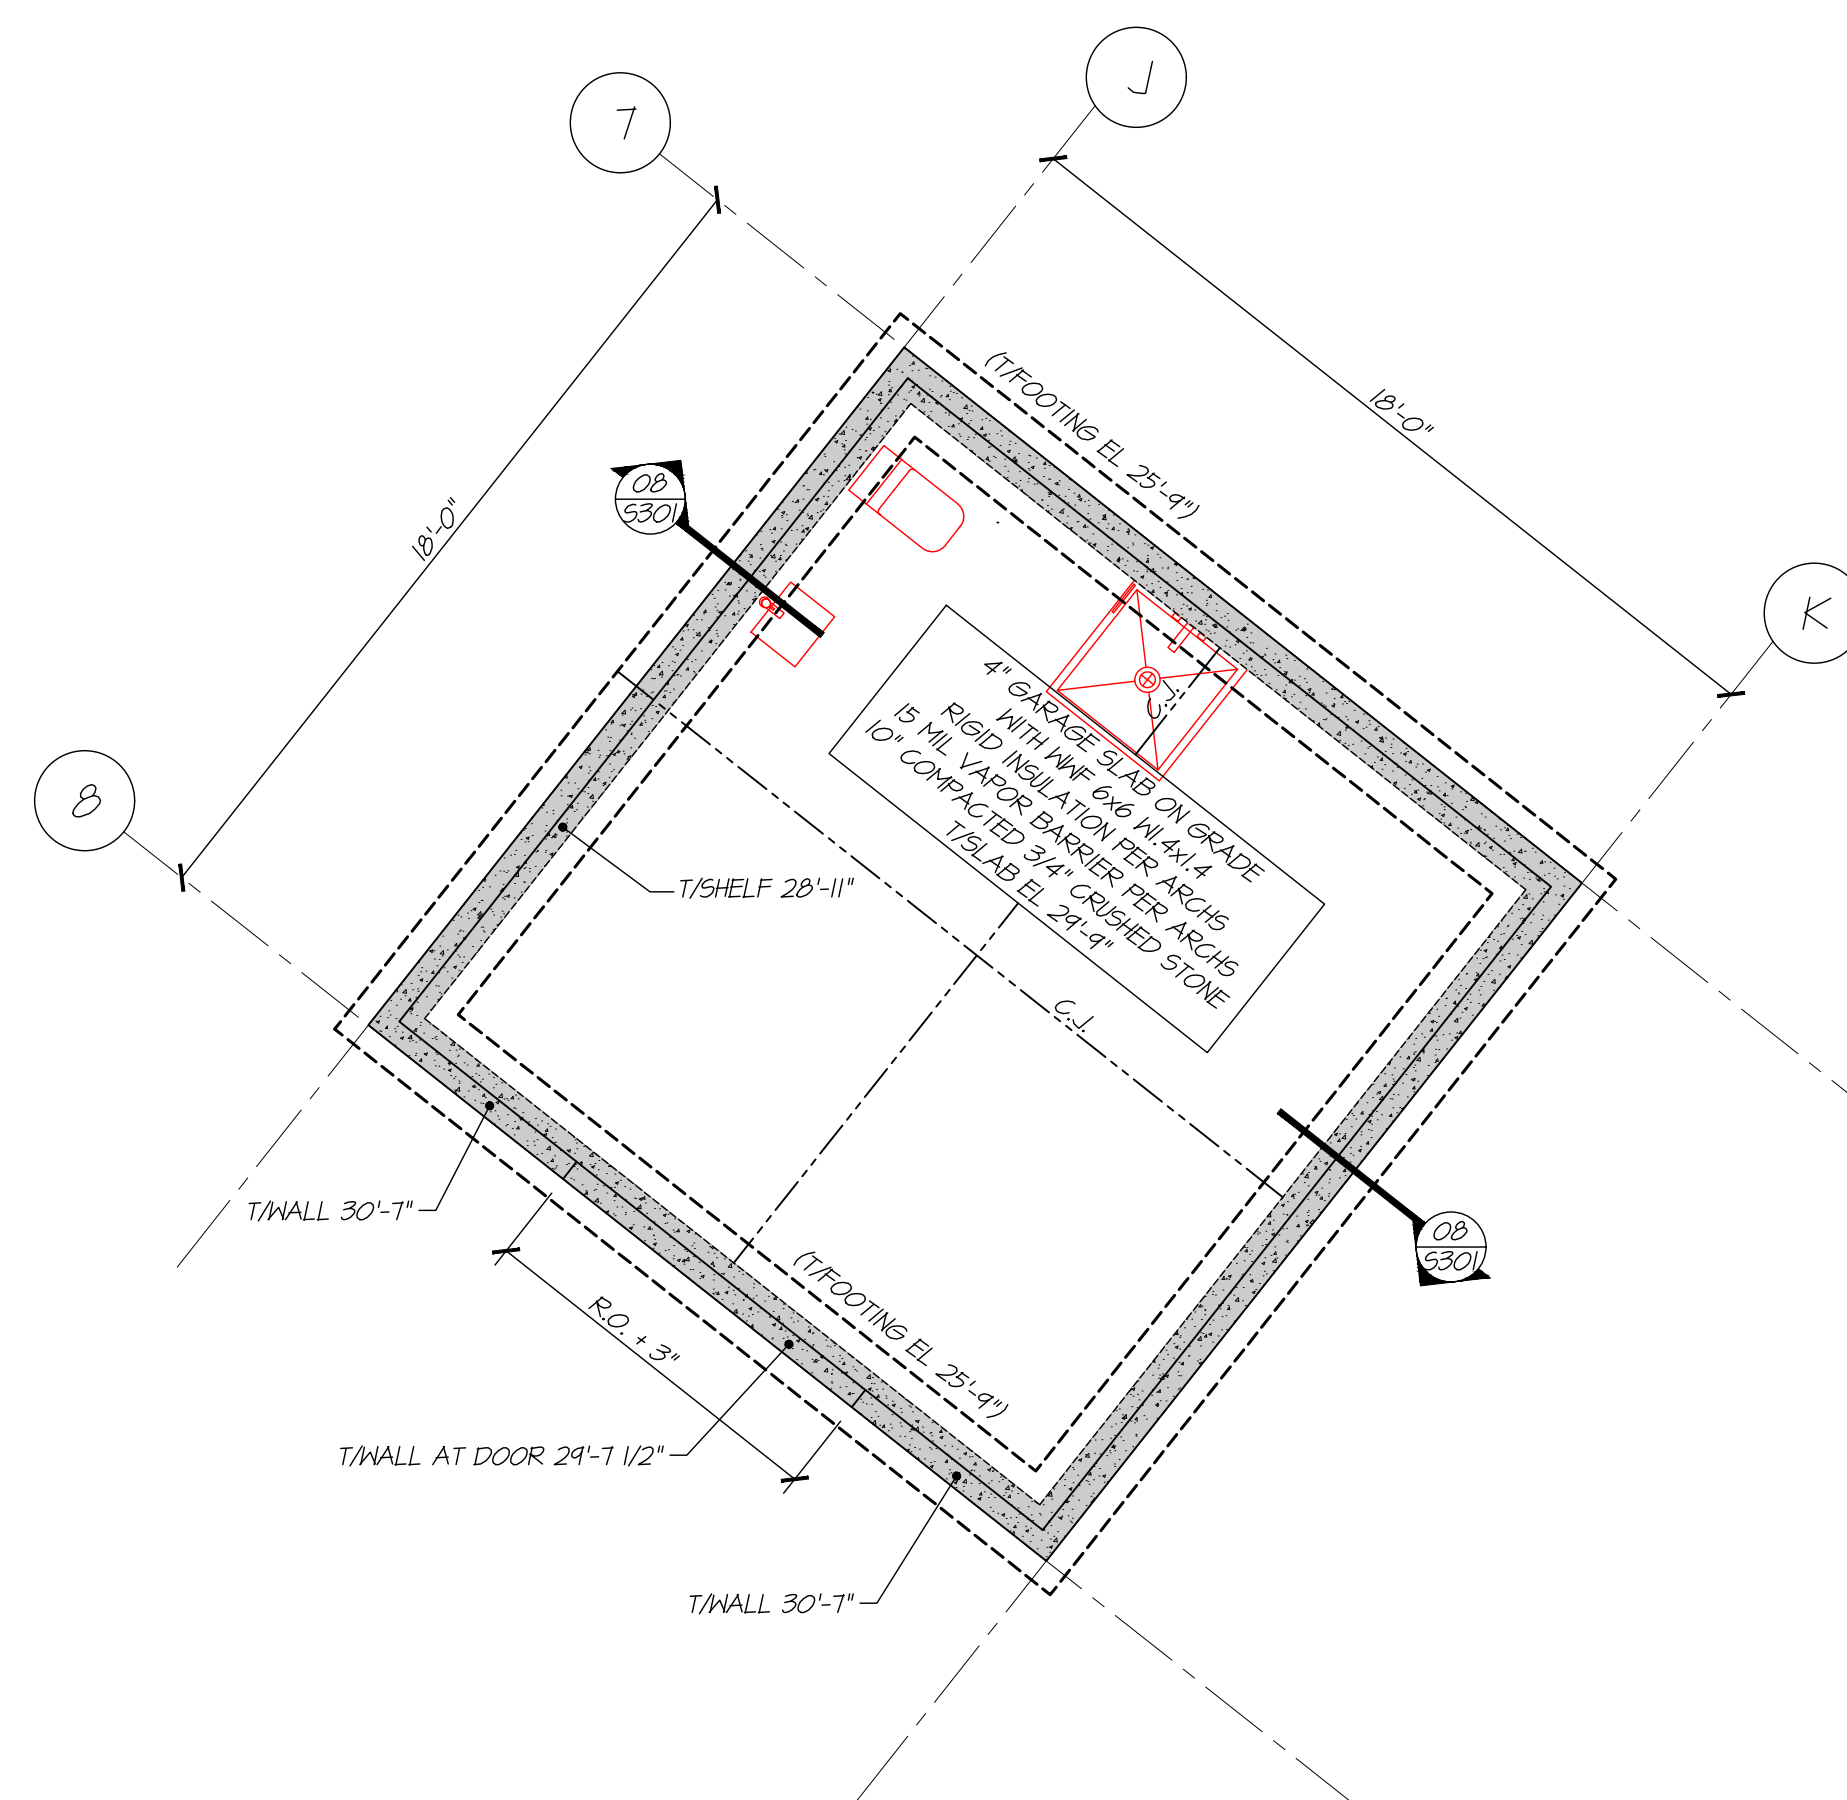 J
7
(T/FOOTING EL 25'-9")
18'-0"
08
S301
18'-0"
K
4" GARAGE SLAB ON GRADE
WITH WWF 6x6 W1.4x1.4
RIGID INSULATION PER ARCHS
15 MIL VAPOR BARRIER PER ARCHS
10" COMPACTED 3/4" CRUSHED STONE
T/SLAB EL 29'-9"
C.J.
8
T/SHELF 28'-11"
C.J.
T/WALL 30'-7"
08
S301
(T/FOOTING EL 25'-9")
R.O. + 3"
T/WALL AT DOOR 29'-7 1/2"
T/WALL 30'-7"